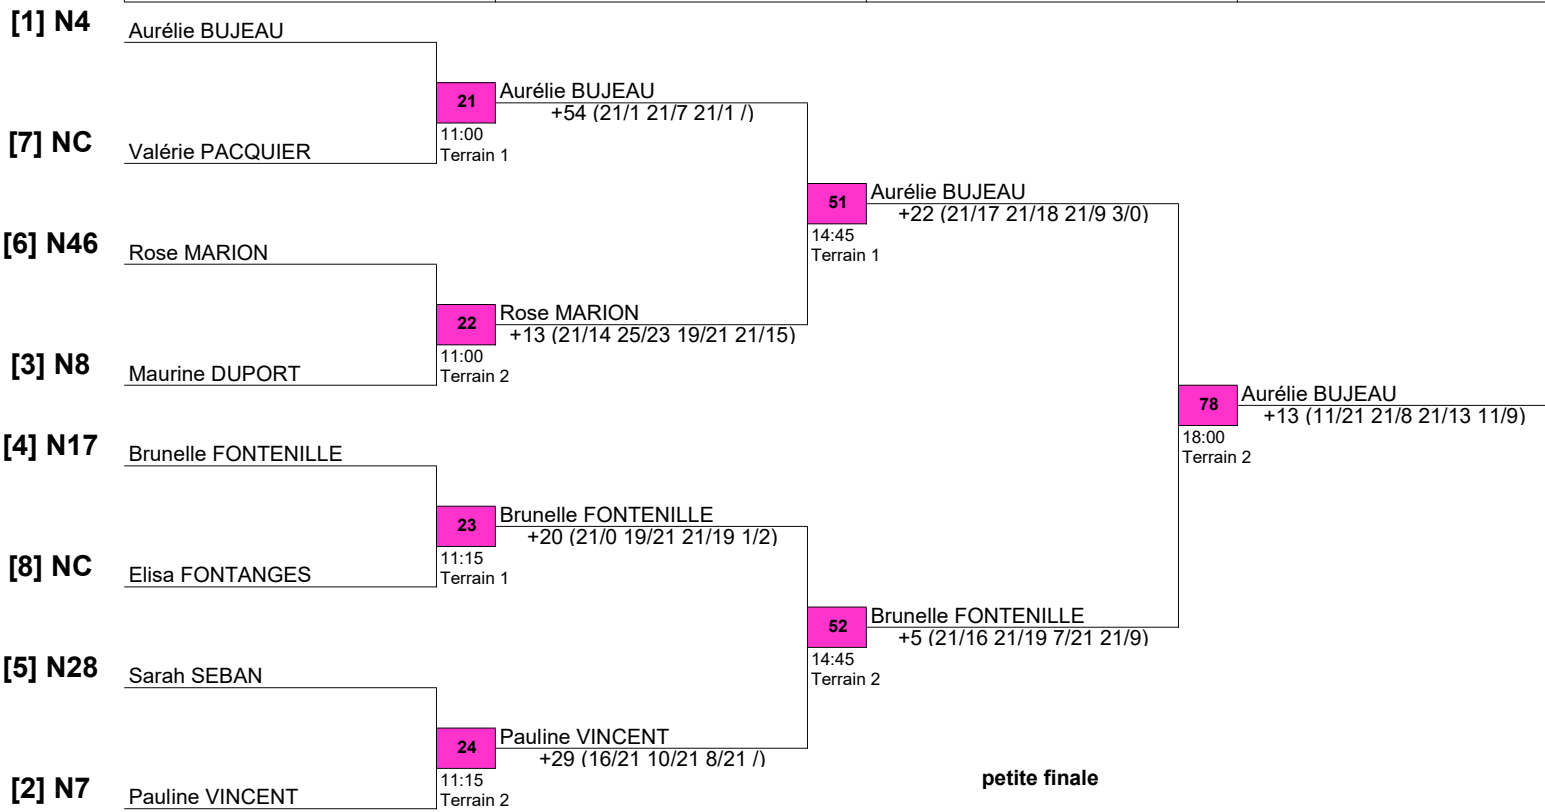 [1] N4
Aurélie BUJEAU
21
Aurélie BUJEAU
+54 (21/1 21/7 21/1 /)
11:00
Terrain 1
[7] NC
Valérie PACQUIER
51
Aurélie BUJEAU
+22 (21/17 21/18 21/9 3/0)
14:45
Terrain 1
[6] N46
Rose MARION
22
Rose MARION
+13 (21/14 25/23 19/21 21/15)
11:00
Terrain 2
[3] N8
Maurine DUPORT
78
Aurélie BUJEAU
+13 (11/21 21/8 21/13 11/9)
18:00
Terrain 2
[4] N17
Brunelle FONTENILLE
23
Brunelle FONTENILLE
+20 (21/0 19/21 21/19 1/2)
11:15
Terrain 1
[8] NC
Elisa FONTANGES
52
Brunelle FONTENILLE
+5 (21/16 21/19 7/21 21/9)
14:45
Terrain 2
[5] N28
Sarah SEBAN
24
Pauline VINCENT
+29 (16/21 10/21 8/21 /)
11:15
Terrain 2
[2] N7
Pauline VINCENT
petite finale